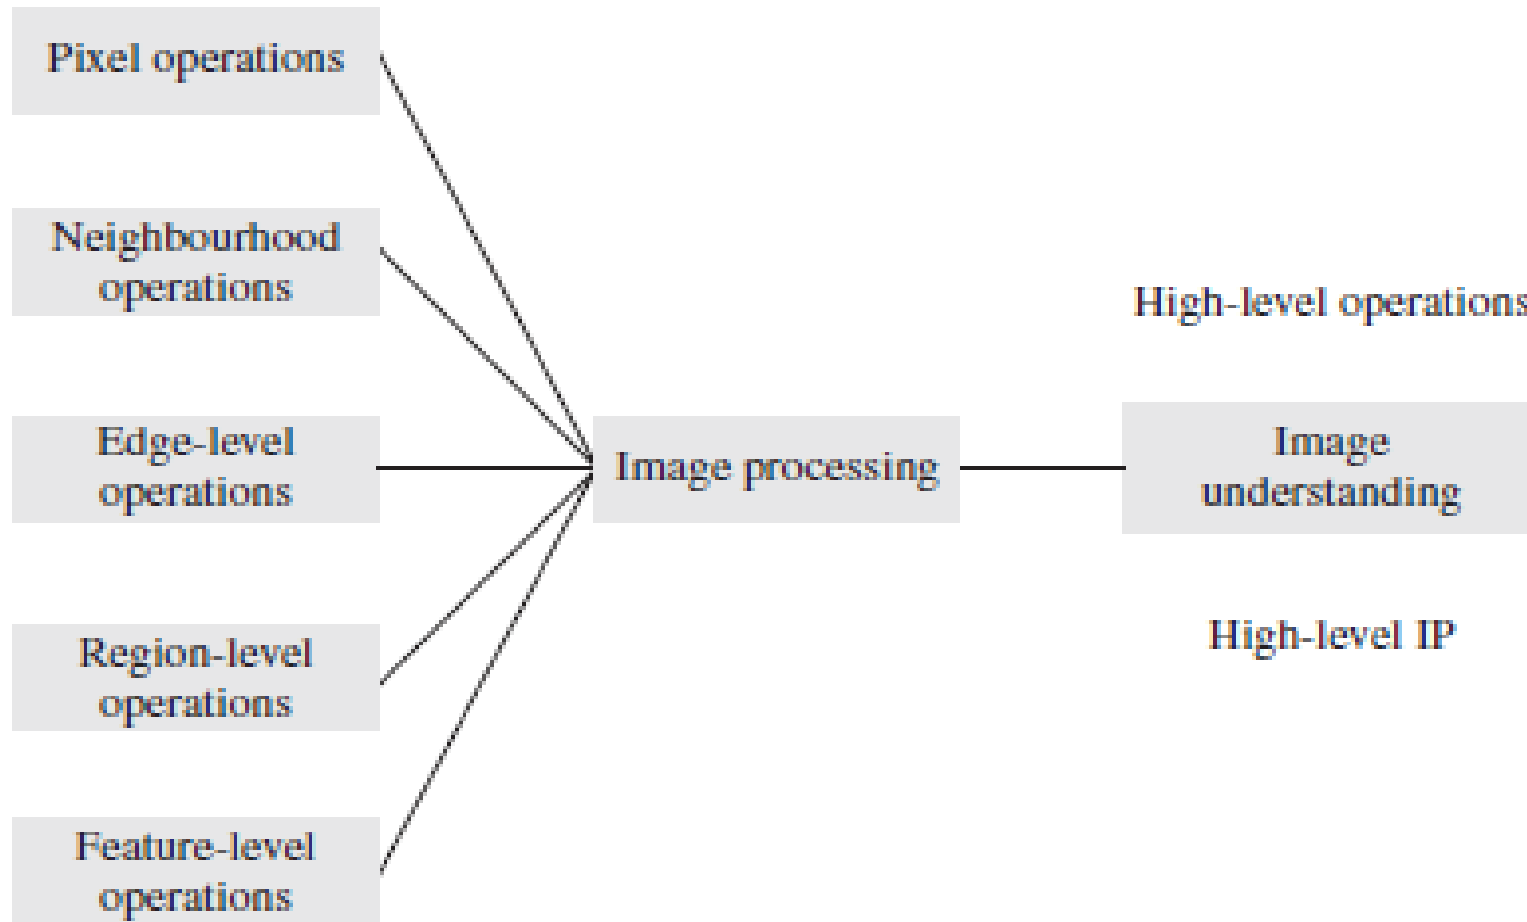 Pixel operations
Neighbourhood
operations
Edge-level
operations
Region-level
operations
Feature-level
operations
Image processing
High-level operations
Image
understanding
High-level IP